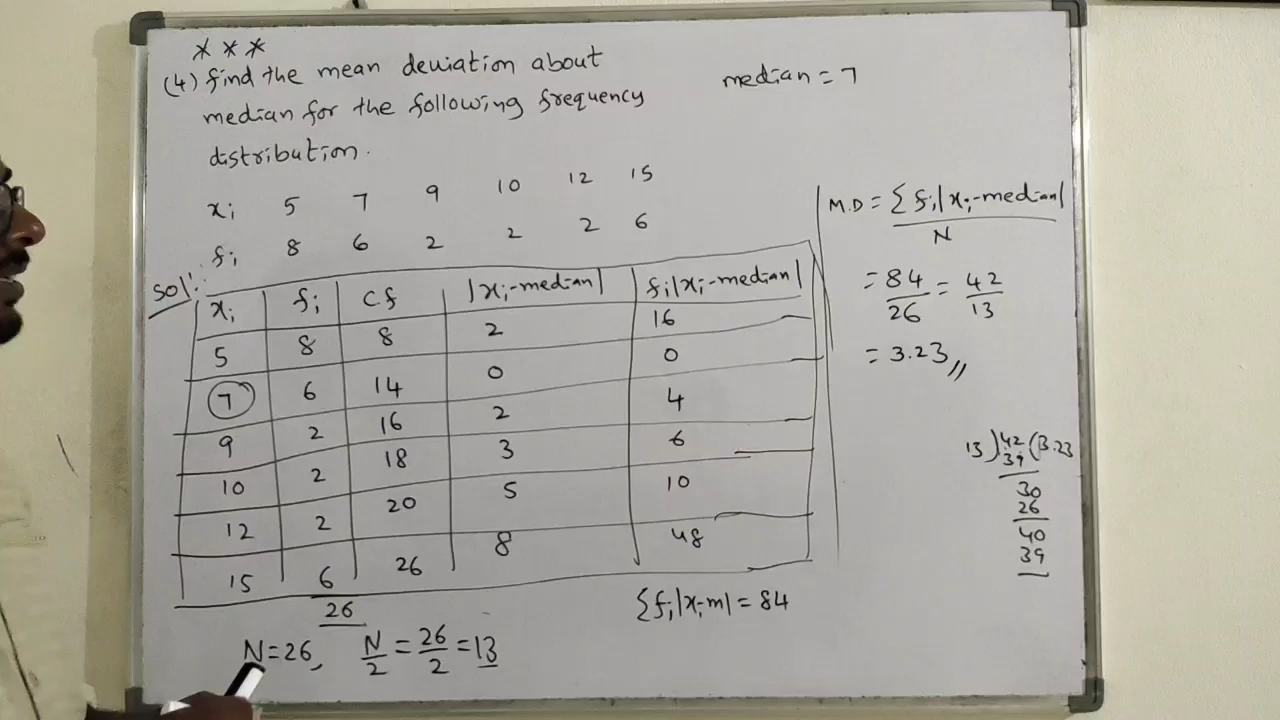 ***
(4) find the mean deviation about
median for the following frequency
distribution.
median = 7
xi 5 7 9 10 12 15
fi 8 6 2 2 2 6
Sol:
xi fi Cf |xi-median| fi|xi-median|
5 8 8 2 16
7 6 14 0 0
9 2 16 2 4
10 2 18 3 6
12 2 20 5 10
15 6 26 8 48
26
Σfi|xi-m| = 84
N=26, N/2 = 26/2 = 13
M.D = Σfi|xi-median|/N
= 84/26 = 42/13
= 3.23,,
13)42(3.23
39
30
26
40
39